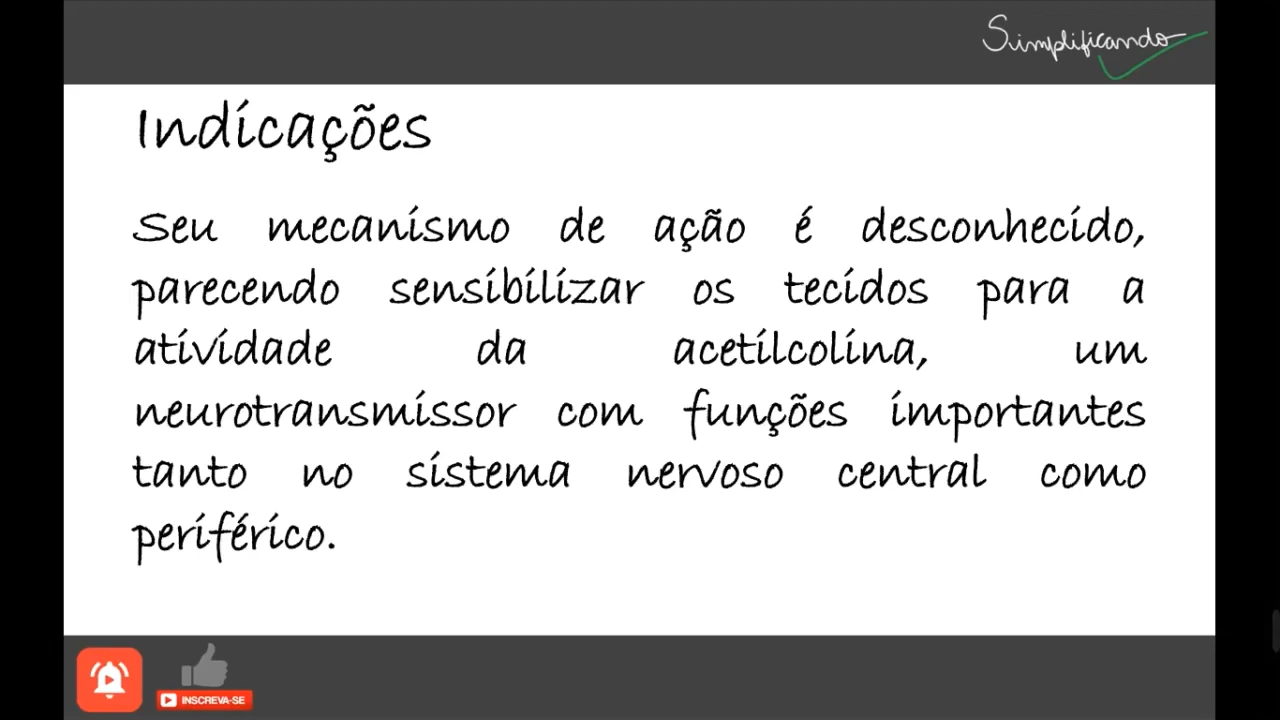 Simplificando
Indicações
Seu mecanismo de ação é desconhecido,
parecendo sensibilizar os tecidos para a
atividade da acetilcolina, um
neurotransmissor com funções importantes
tanto no sistema nervoso central como
periférico.
INSCREVA-SE